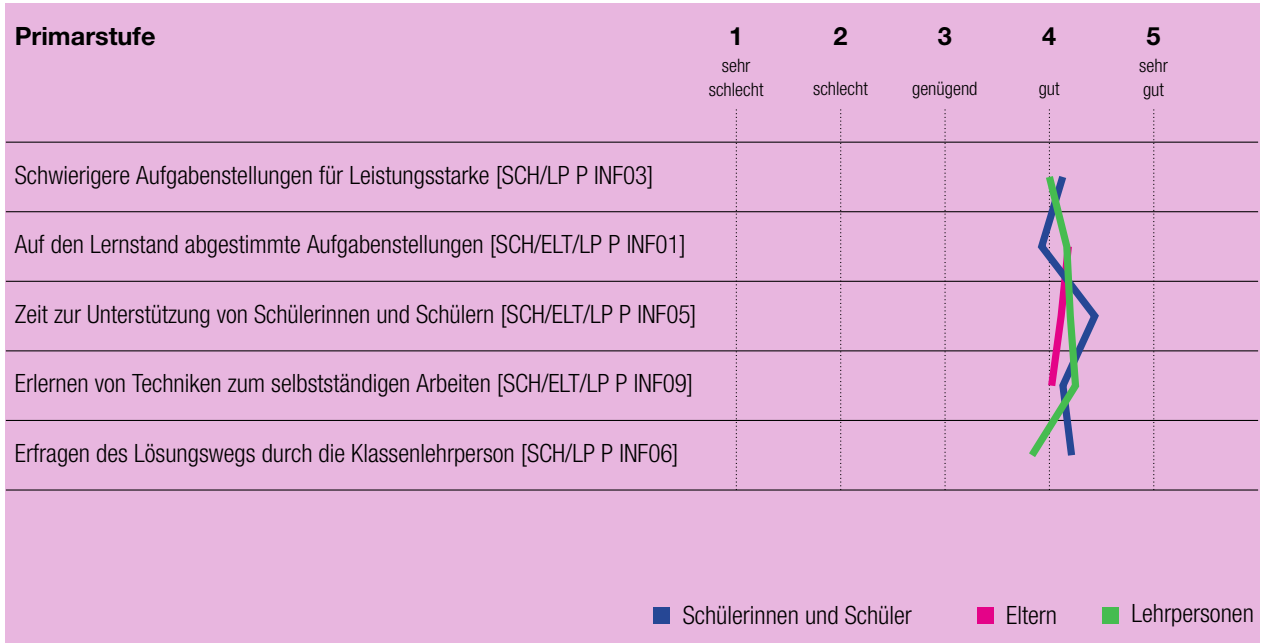 Primarstufe 1 2 3 4 5
sehr schlecht schlecht genügend gut sehr gut
Schwierigere Aufgabenstellungen für Leistungsstarke [SCH/LP P INF03]
Auf den Lernstand abgestimmte Aufgabenstellungen [SCH/ELT/LP P INF01]
Zeit zur Unterstützung von Schülerinnen und Schülern [SCH/ELT/LP P INF05]
Erlernen von Techniken zum selbstständigen Arbeiten [SCH/ELT/LP P INF09]
Erfragen des Lösungswegs durch die Klassenlehrperson [SCH/LP P INF06]
Schülerinnen und Schüler Eltern Lehrpersonen